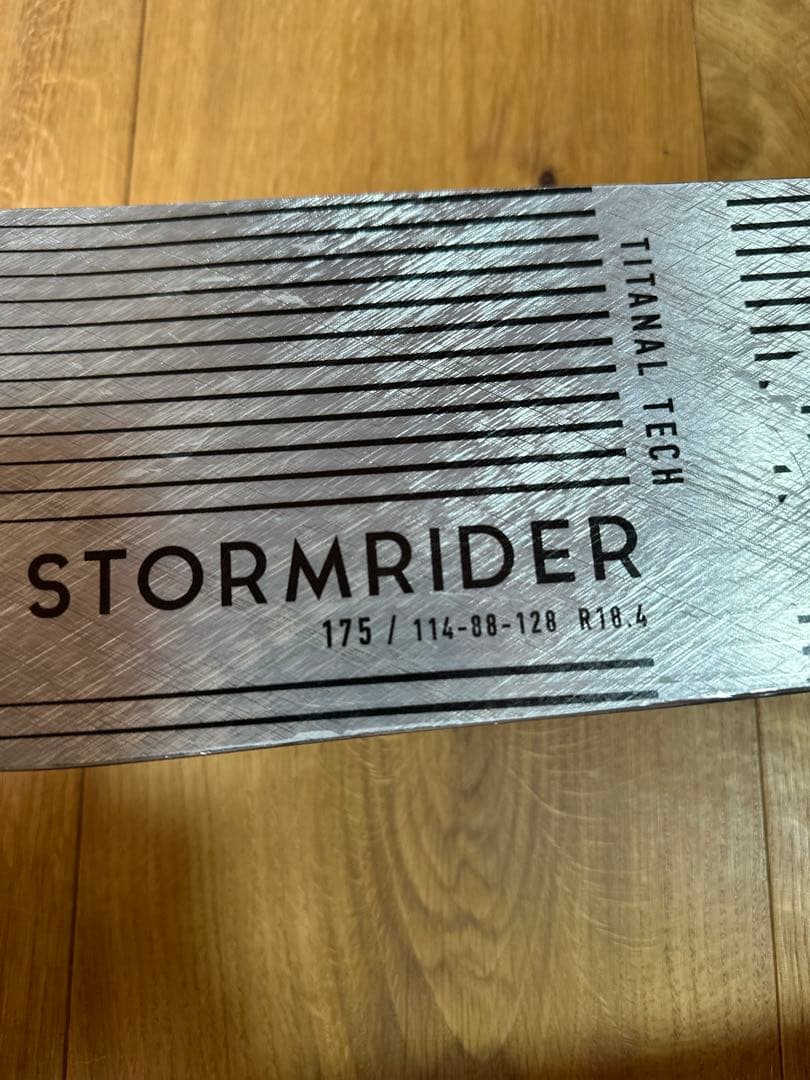 TITANAL TECH
STORMRIDER
175 / 114-88-128 R18.4